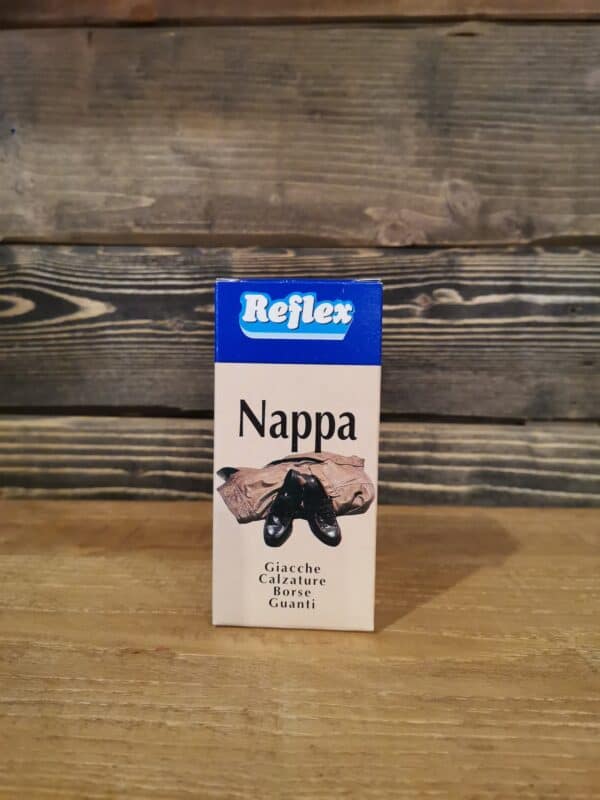 Reflex
Nappa
Giacche
Calzature
Borse
Guanti